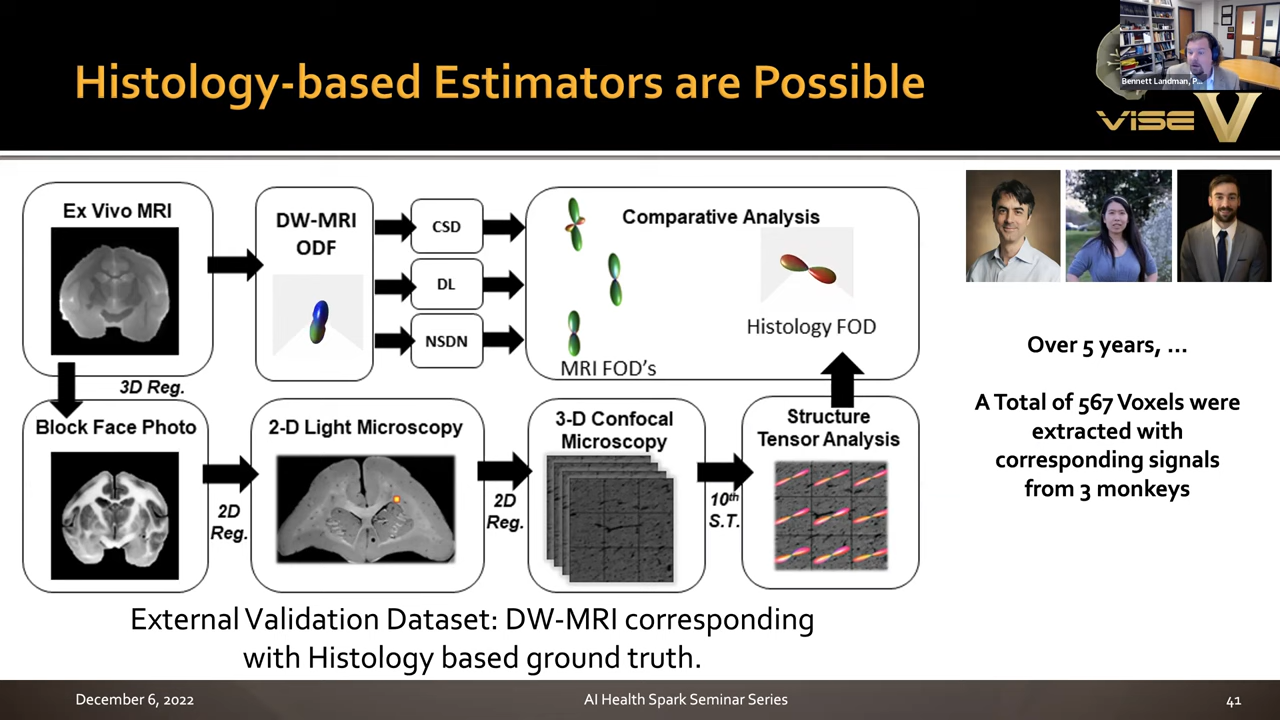 Histology-based Estimators are Possible
Bennett Landman, P...
VISE V
Ex Vivo MRI
DW-MRI
ODF
CSD
DL
NSDN
Comparative Analysis
Histology FOD
MRI FOD's
3D Reg.
Block Face Photo
2D
Reg.
2-D Light Microscopy
2D
Reg.
3-D Confocal
Microscopy
10th
S.T.
Structure
Tensor Analysis
Over 5 years, ...
A Total of 567 Voxels were
extracted with
corresponding signals
from 3 monkeys
External Validation Dataset: DW-MRI corresponding
with Histology based ground truth.
December 6, 2022
AI Health Spark Seminar Series
41